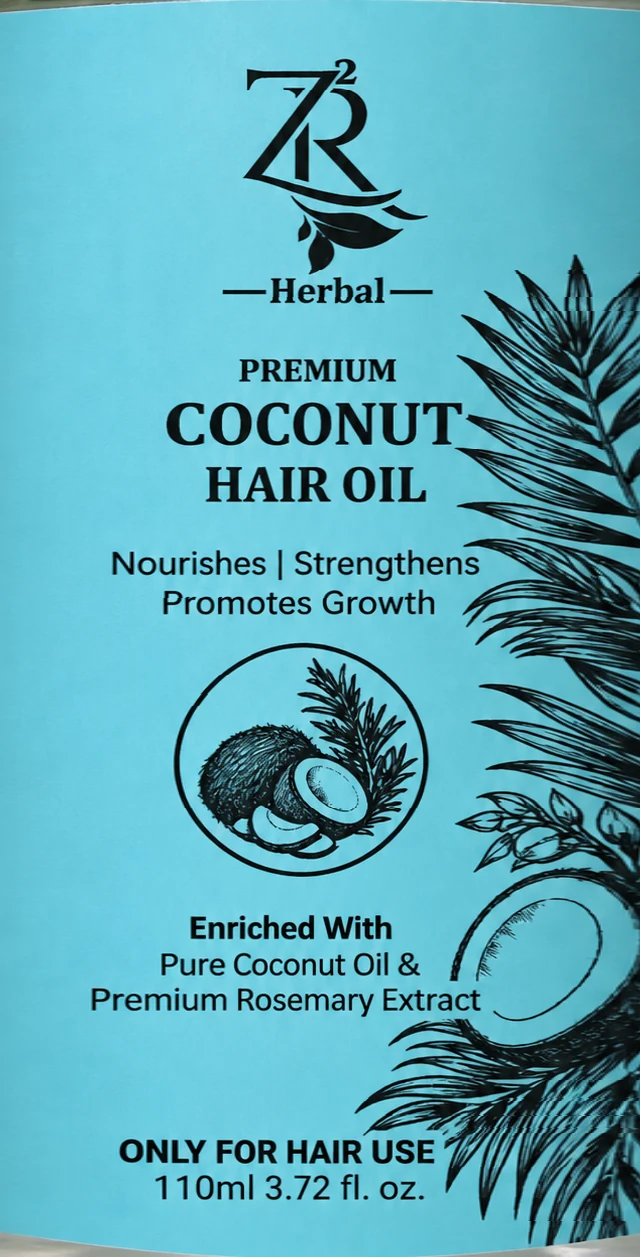 ZR²
Herbal
PREMIUM
COCONUT
HAIR OIL
Nourishes | Strengthens
Promotes Growth
Enriched With
Pure Coconut Oil &
Premium Rosemary Extract
ONLY FOR HAIR USE
110ml 3.72 fl. oz.